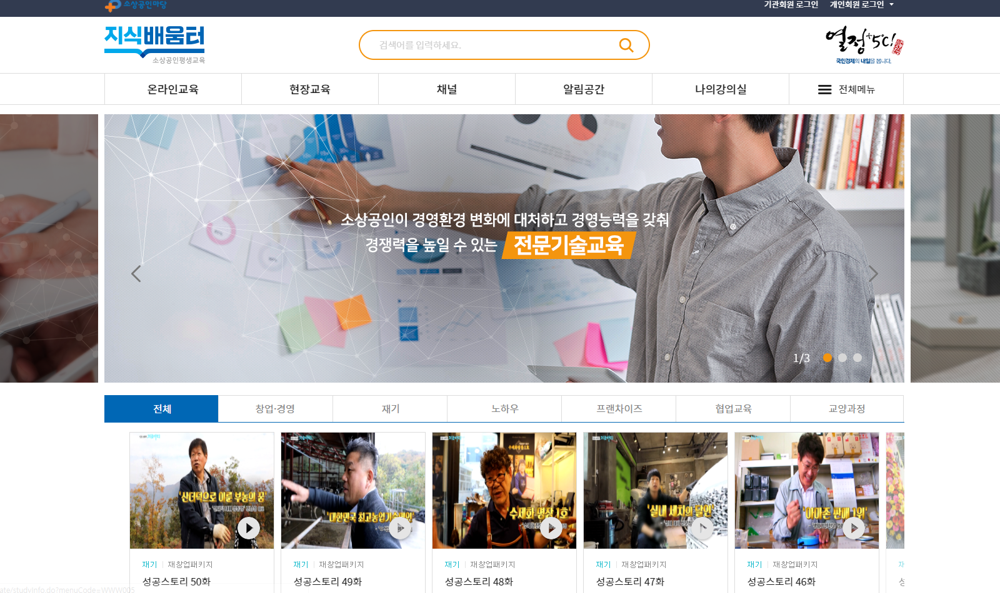 소상공인마당
기관회원 로그인 개인회원 로그인
지식배움터
소상공인평생교육
검색어를 입력하세요.
열정+5℃!
국민경제의 내일을 봅니다.
온라인교육 현장교육 채널 알림공간 나의강의실 전체메뉴
소상공인이 경영환경 변화에 대처하고 경영능력을 갖춰
경쟁력을 높일 수 있는 전문기술교육
1/3
전체 창업·경영 재기 노하우 프랜차이즈 협업교육 교양과정
'산더덕으로 이룬 부농의 꿈'
'대한민국 최고농업기술명인'
수제화 명장 1호
'실내 세차의 달인'
'아마존 판매 1위'
재기 재창업패키지 재기 재창업패키지 재기 재창업패키지 재기 재창업패키지 재기 재창업패키지
성공스토리 50화 성공스토리 49화 성공스토리 48화 성공스토리 47화 성공스토리 46화
ate/studyInfo.do?menuCode=WWW005